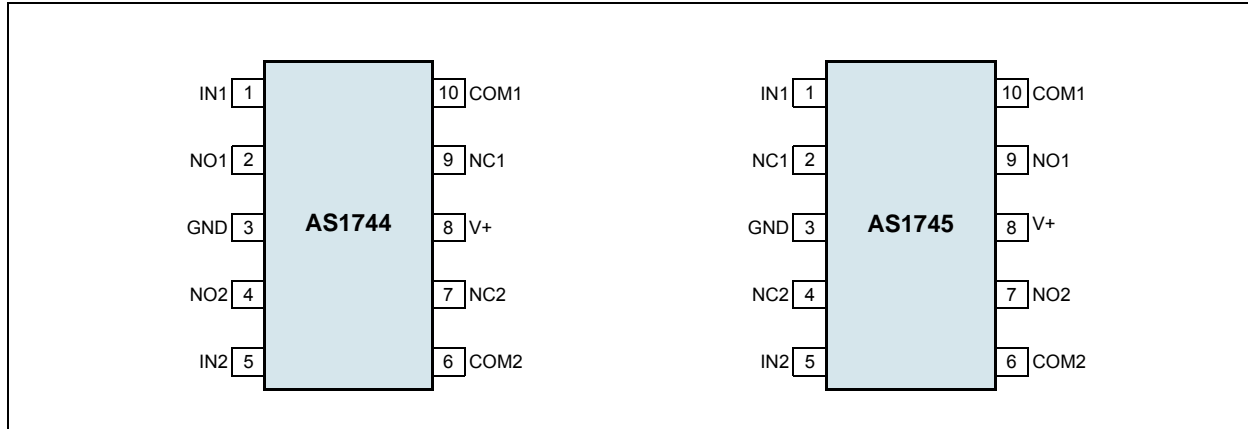 IN1 1 10 COM1
NO1 2 9 NC1
GND 3 AS1744 8 V+
NO2 4 7 NC2
IN2 5 6 COM2
IN1 1 10 COM1
NC1 2 9 NO1
GND 3 AS1745 8 V+
NC2 4 7 NO2
IN2 5 6 COM2